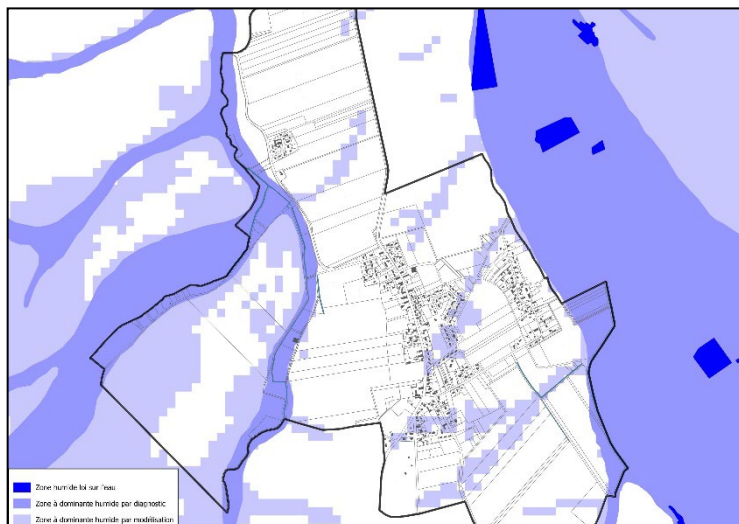 Zone humide loi sur l'eau
Zone à dominante humide par diagnostic
Zone à dominante humide par modélisation